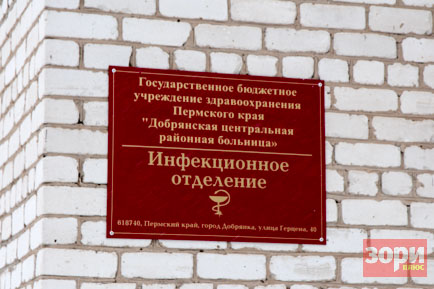 Государственное бюджетное
учреждение здравоохранения
Пермского края
"Добрянская центральная
районная больница»
Инфекционное
отделение
618740, Пермский край, город Добрянка, улица Герцена, 40
ЗОРИ
плюс